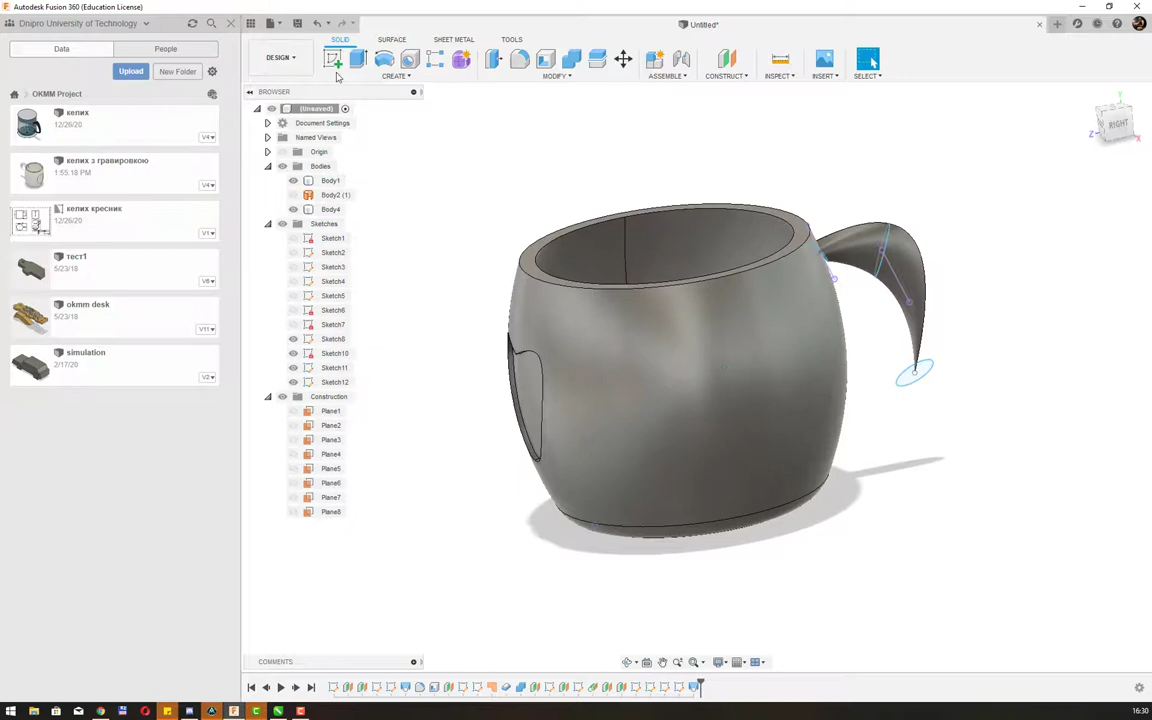 Autodesk Fusion 360 (Education License)
Dnipro University of Technology
Untitled*
Data
People
Upload
New Folder
OKMM Project
келих
12/26/20
V4
келих з гравировкою
1:55:18 PM
V4
келих кресник
12/26/20
V1
тест1
5/23/18
V6
okmm desk
5/23/18
V11
simulation
2/17/20
V2
SOLID
SURFACE
SHEET METAL
TOOLS
DESIGN
CREATE
MODIFY
ASSEMBLE
CONSTRUCT
INSPECT
INSERT
SELECT
BROWSER
(Unsaved)
Document Settings
Named Views
Origin
Bodies
Body1
Body2 (1)
Body4
Sketches
Sketch1
Sketch2
Sketch3
Sketch4
Sketch5
Sketch6
Sketch7
Sketch8
Sketch10
Sketch11
Sketch12
Construction
Plane1
Plane2
Plane3
Plane4
Plane5
Plane6
Plane7
Plane8
Y
RIGHT
Z
X
COMMENTS
16:30